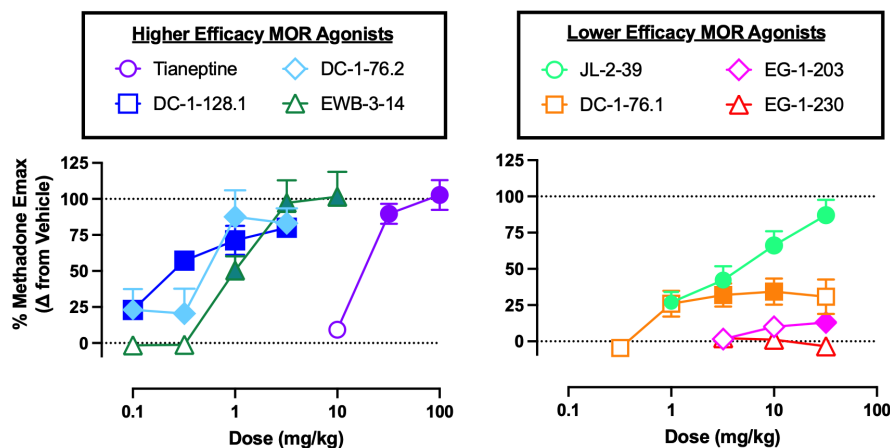 Higher Efficacy MOR Agonists
Tianeptine
DC-1-76.2
DC-1-128.1
EWB-3-14
% Methadone Emax
(Δ from Vehicle)
125
100
75
50
25
0
0.1
1
10
100
Dose (mg/kg)
Lower Efficacy MOR Agonists
JL-2-39
EG-1-203
DC-1-76.1
EG-1-230
125
100
75
50
25
0
0.1
1
10
100
Dose (mg/kg)